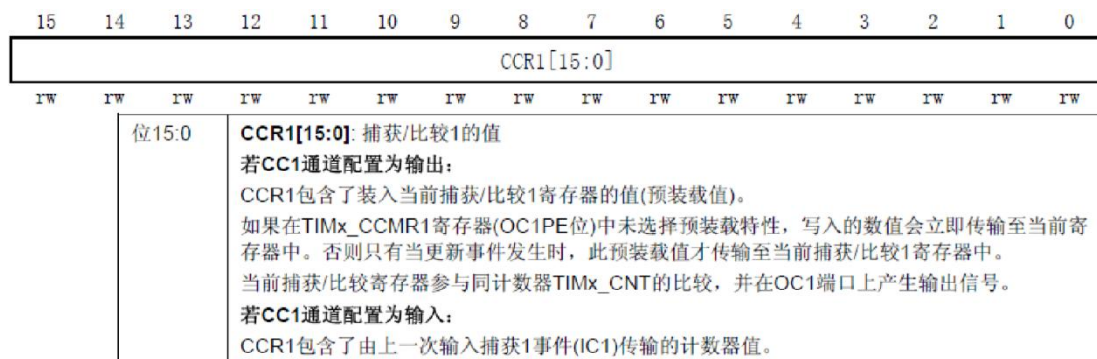 15 14 13 12 11 10 9 8 7 6 5 4 3 2 1 0
CCR1[15:0]
rw rw rw rw rw rw rw rw rw rw rw rw rw rw rw rw
位15:0 CCR1[15:0]: 捕获/比较1的值
若CC1通道配置为输出：
CCR1包含了装入当前捕获/比较1寄存器的值(预装载值)。
如果在TIMx_CCMR1寄存器(OC1PE位)中未选择预装载特性，写入的数值会立即传输至当前寄
存器中。否则只有当更新事件发生时，此预装载值才传输至当前捕获/比较1寄存器中。
当前捕获/比较寄存器参与同计数器TIMx_CNT的比较，并在OC1端口上产生输出信号。
若CC1通道配置为输入：
CCR1包含了由上一次输入捕获1事件(IC1)传输的计数器值。